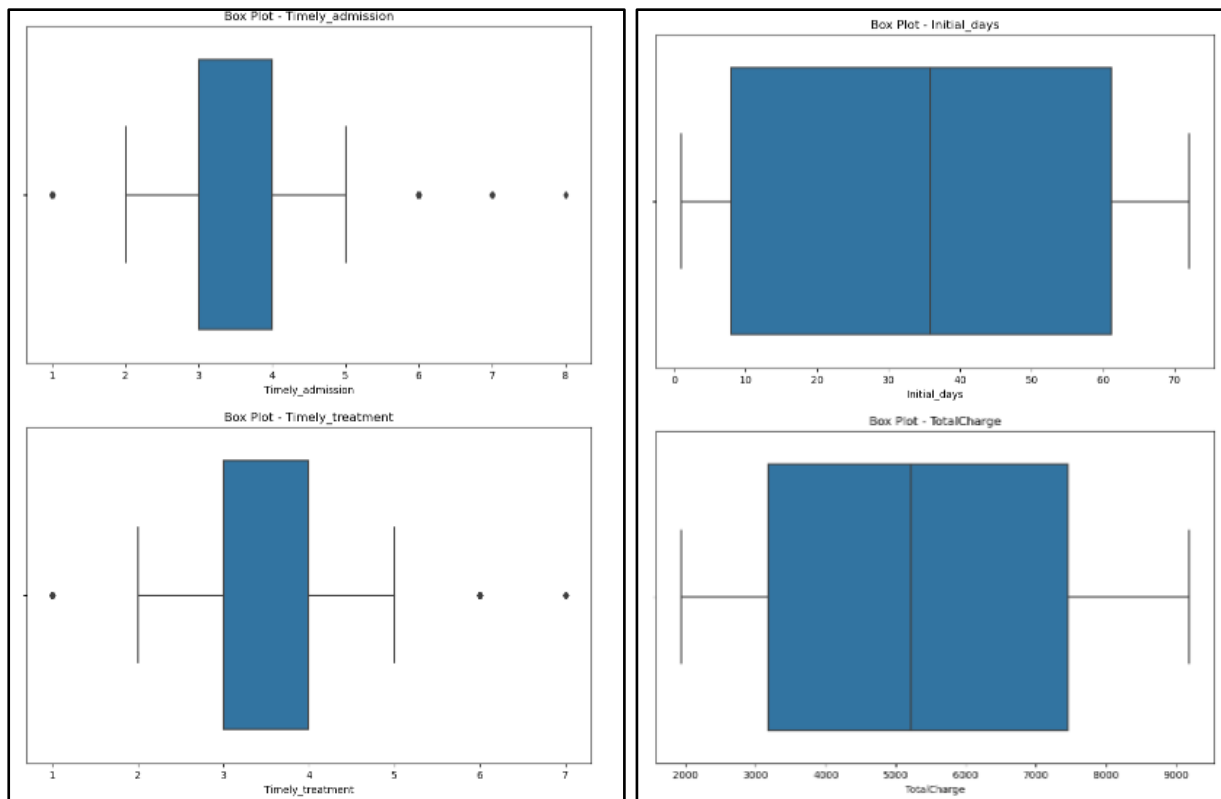 Box Plot - Timely_admission
1 2 3 4 5 6 7 8
Timely_admission
Box Plot - Timely_treatment
1 2 3 4 5 6 7
Timely_treatment
Box Plot - Initial_days
0 10 20 30 40 50 60 70
Initial_days
Box Plot - TotalCharge
2000 3000 4000 5000 6000 7000 8000 9000
TotalCharge